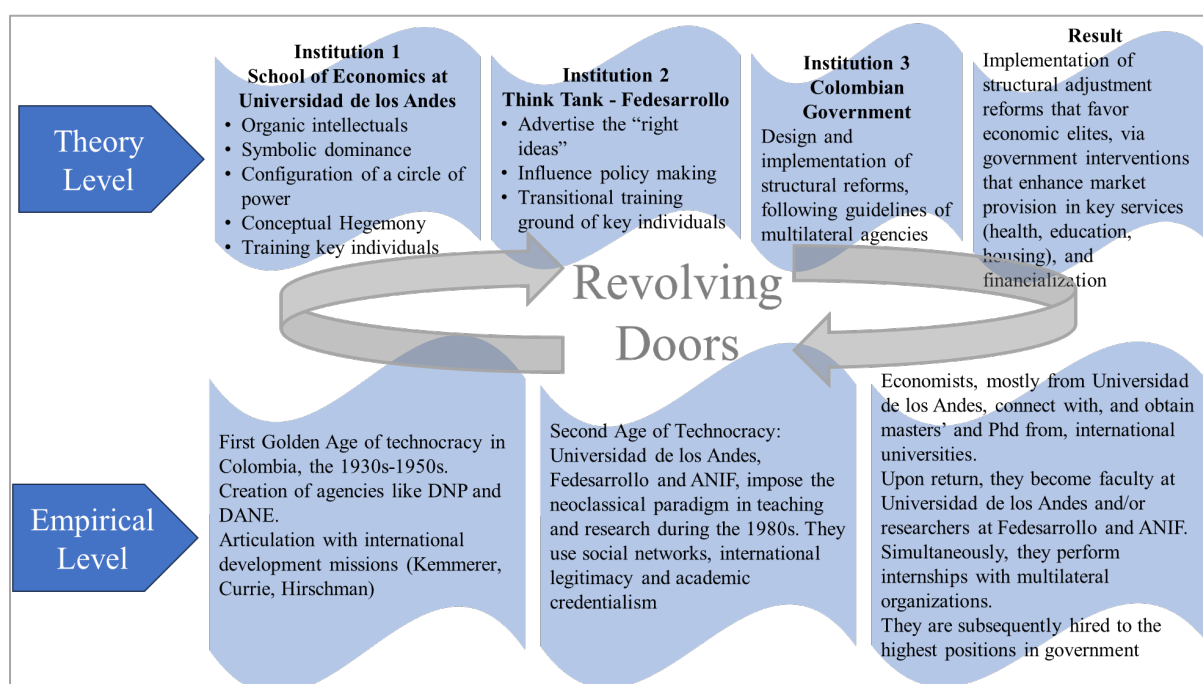 Theory
Level
Institution 1
School of Economics at
Universidad de los Andes
• Organic intellectuals
• Symbolic dominance
• Configuration of a circle of
power
• Conceptual Hegemony
• Training key individuals
Institution 2
Think Tank - Fedesarrollo
• Advertise the “right
ideas”
• Influence policy making
• Transitional training
ground of key individuals
Institution 3
Colombian
Government
Design and
implementation of
structural reforms,
following guidelines of
multilateral agencies
Result
Implementation of
structural adjustment
reforms that favor
economic elites, via
government interventions
that enhance market
provision in key services
(health, education,
housing), and
financialization
Revolving
Doors
Empirical
Level
First Golden Age of technocracy in
Colombia, the 1930s-1950s.
Creation of agencies like DNP and
DANE.
Articulation with international
development missions (Kemmerer,
Currie, Hirschman)
Second Age of Technocracy:
Universidad de los Andes,
Fedesarrollo and ANIF, impose the
neoclassical paradigm in teaching
and research during the 1980s. They
use social networks, international
legitimacy and academic
credentialism
Economists, mostly from Universidad
de los Andes, connect with, and obtain
masters’ and Phd from, international
universities.
Upon return, they become faculty at
Universidad de los Andes and/or
researchers at Fedesarrollo and ANIF.
Simultaneously, they perform
internships with multilateral
organizations.
They are subsequently hired to the
highest positions in government